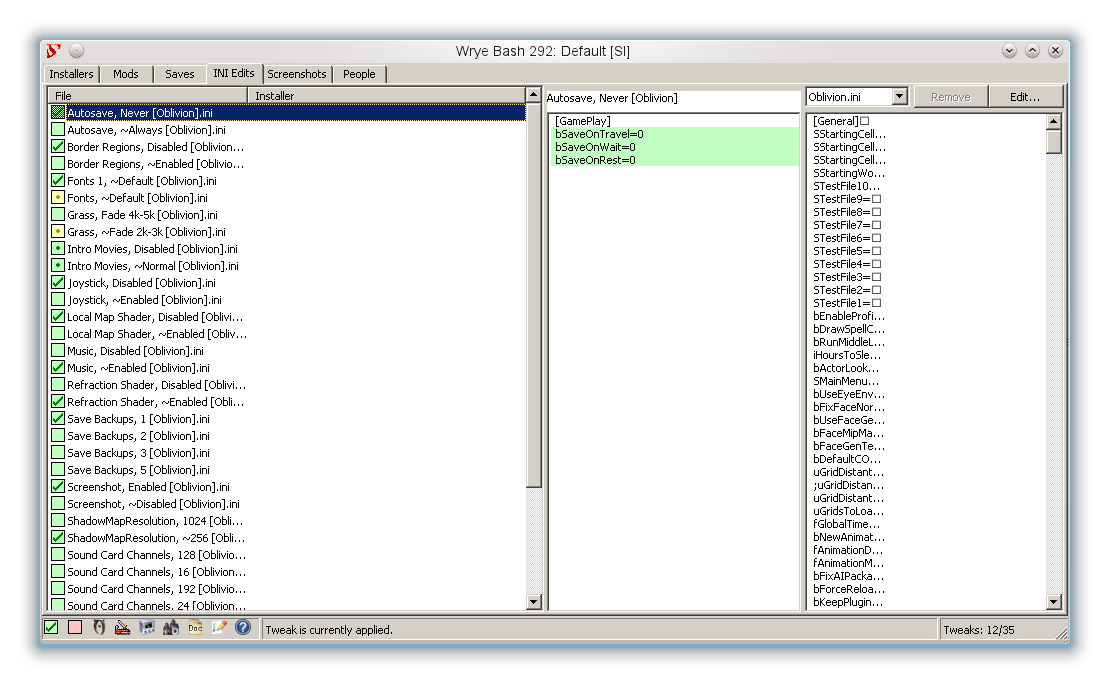 Wrye Bash 292: Default [SI]
Installers Mods Saves INI Edits Screenshots People
File Installer
Autosave, Never [Oblivion].ini
Autosave, ~Always [Oblivion].ini
Border Regions, Disabled [Oblivion...
Border Regions, ~Enabled [Oblivio...
Fonts 1, ~Default [Oblivion].ini
Fonts, ~Default [Oblivion].ini
Grass, Fade 4k-5k [Oblivion].ini
Grass, ~Fade 2k-3k [Oblivion].ini
Intro Movies, Disabled [Oblivion].ini
Intro Movies, ~Normal [Oblivion].ini
Joystick, Disabled [Oblivion].ini
Joystick, ~Enabled [Oblivion].ini
Local Map Shader, Disabled [Oblivi...
Local Map Shader, ~Enabled [Obliv...
Music, Disabled [Oblivion].ini
Music, ~Enabled [Oblivion].ini
Refraction Shader, Disabled [Oblivi...
Refraction Shader, ~Enabled [Obli...
Save Backups, 1 [Oblivion].ini
Save Backups, 2 [Oblivion].ini
Save Backups, 3 [Oblivion].ini
Save Backups, 5 [Oblivion].ini
Screenshot, Enabled [Oblivion].ini
Screenshot, ~Disabled [Oblivion].ini
ShadowMapResolution, 1024 [Obli...
ShadowMapResolution, ~256 [Obli...
Sound Card Channels, 128 [Oblivio...
Sound Card Channels, 16 [Oblivion...
Sound Card Channels, 192 [Oblivio...
Sound Card Channels, 24 [Oblivion...
Autosave, Never [Oblivion]
[GamePlay]
bSaveOnTravel=0
bSaveOnWait=0
bSaveOnRest=0
Oblivion.ini Remove Edit...
[General]□
SStartingCell...
SStartingCell...
SStartingCell...
SStartingWo...
STestFile10...
STestFile9=□
STestFile8=□
STestFile7=□
STestFile6=□
STestFile5=□
STestFile4=□
STestFile3=□
STestFile2=□
STestFile1=□
bEnableProfi...
bDrawSpellC...
bRunMiddleL...
iHoursToSle...
bActorLook...
SMainMenu...
bUseEyeEnv...
bFixFaceNor...
bUseFaceGe...
bFaceMipMa...
bFaceGenTe...
bDefaultCO...
uGridDistant...
;uGridDistan...
uGridDistant...
uGridsToLoa...
fGlobalTime...
bNewAnimat...
fAnimationD...
fAnimationM...
bFixAIPacka...
bForceReloa...
bKeepPlugin...
Doc
Tweak is currently applied.
Tweaks: 12/35